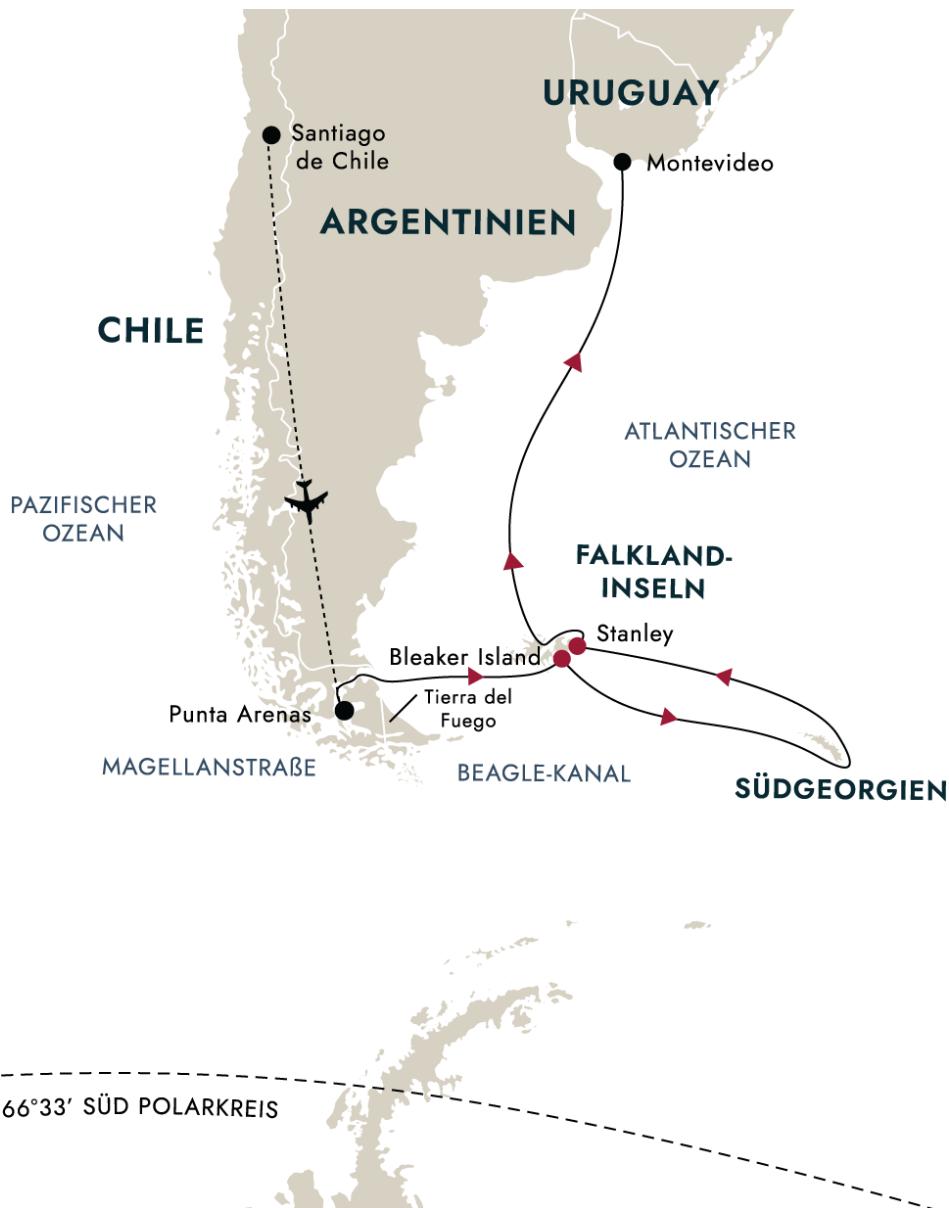 URUGUAY
Santiago
de Chile
Montevideo
ARGENTINIEN
CHILE
ATLANTISCHER
OZEAN
PAZIFISCHER
OZEAN
FALKLAND-
INSELN
Stanley
Bleaker Island
Tierra del
Fuego
Punta Arenas
MAGELLANSTRAßE
BEAGLE-KANAL
SÜDGEORGIEN
66°33’ SÜD POLARKREIS